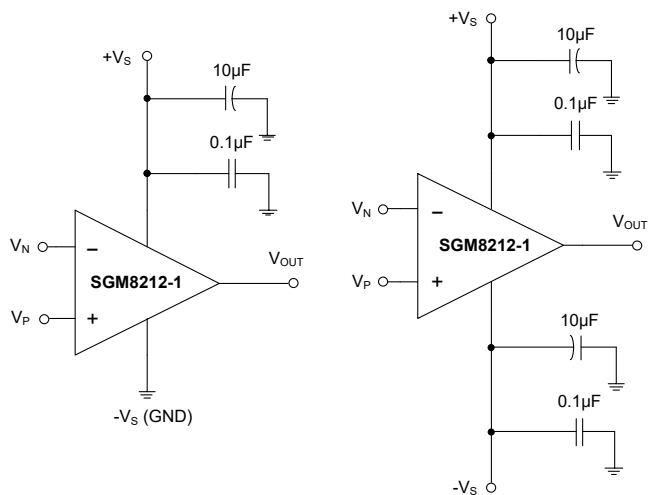 +VS
10µF
0.1µF
VN
−
SGM8212-1
VOUT
VP
+
-VS (GND)
+VS
10µF
0.1µF
VN
−
SGM8212-1
VOUT
VP
+
10µF
0.1µF
-VS